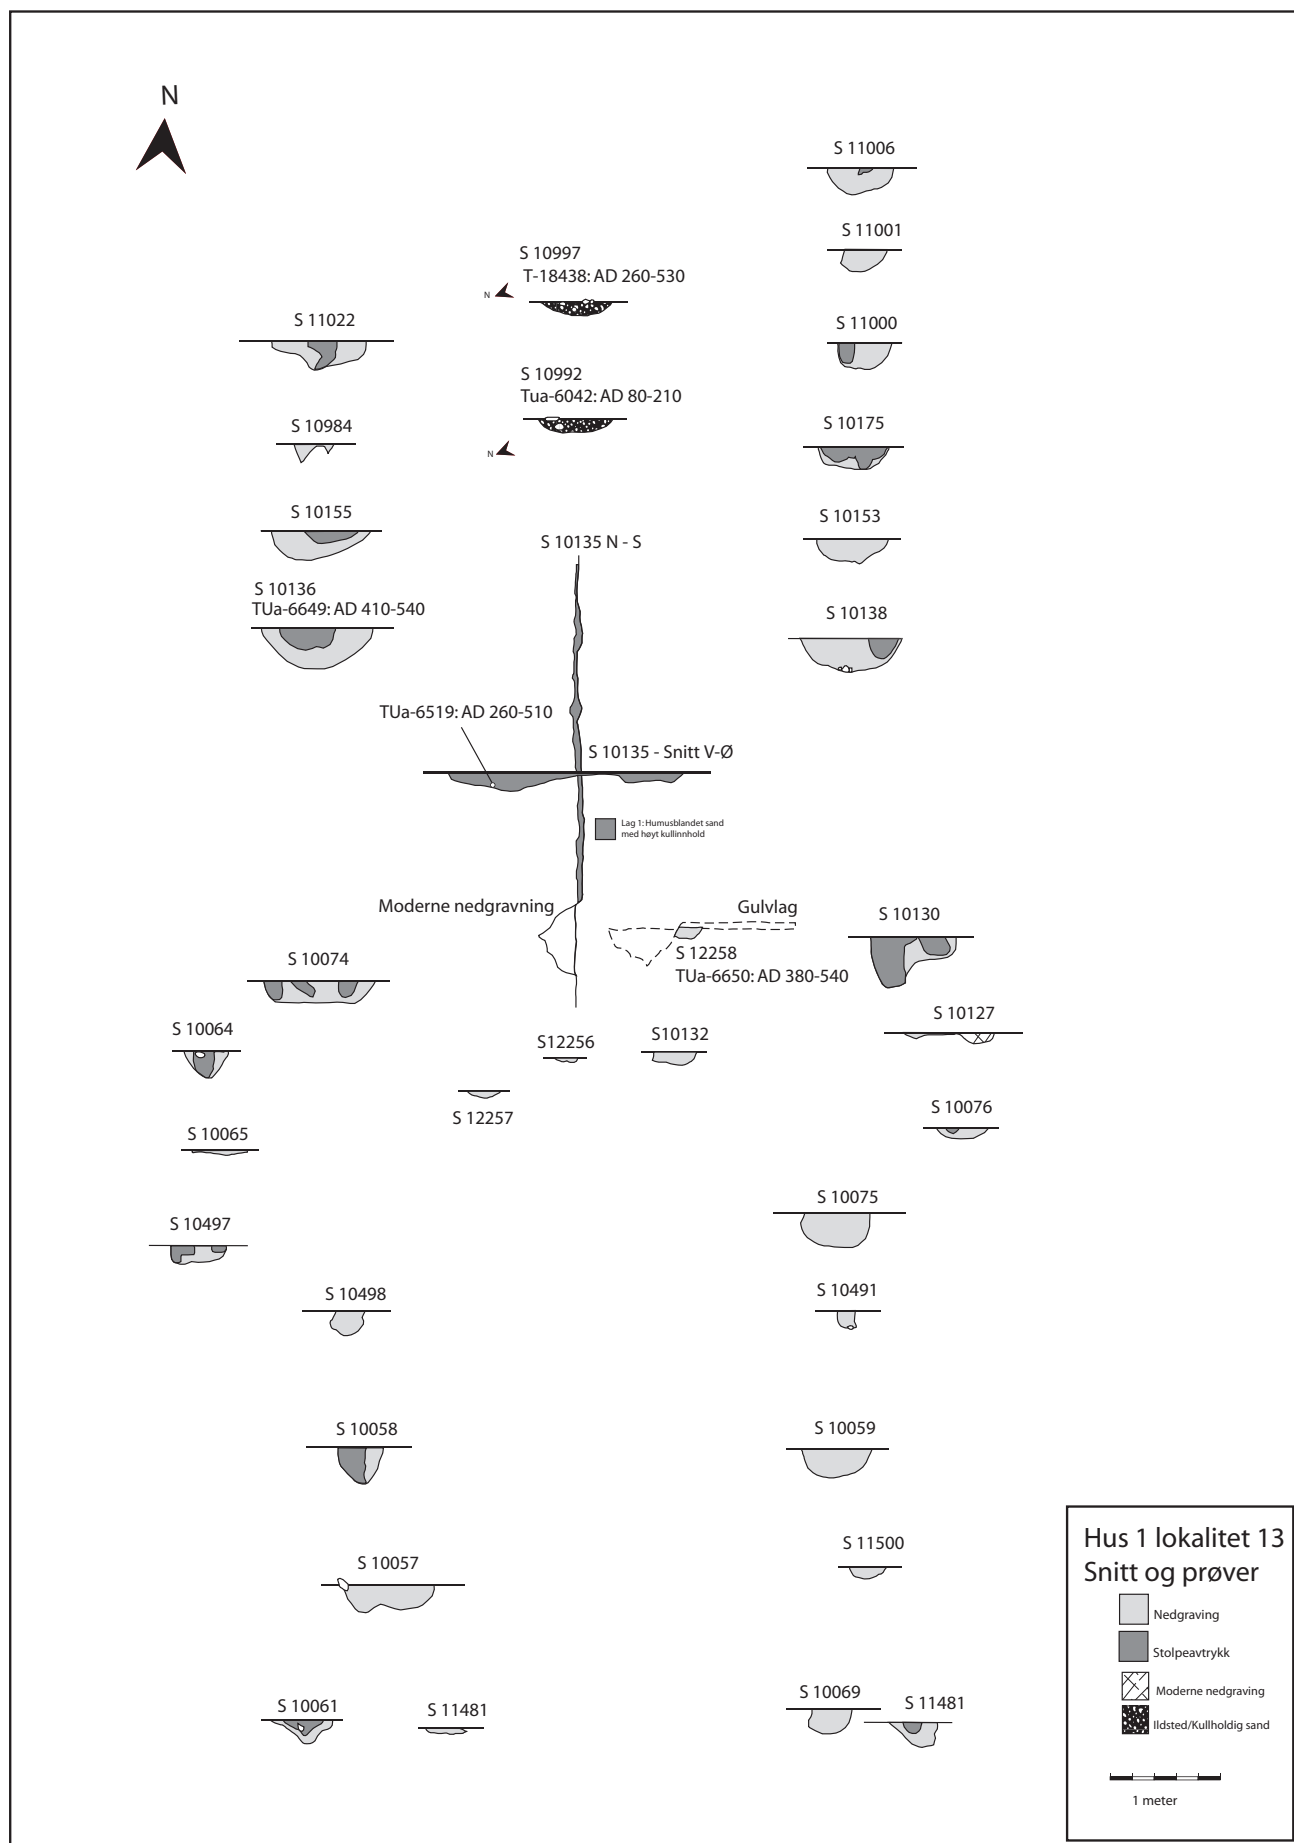 N
S 11006
S 11001
S 10997
T-18438: AD 260-530
N
S 11022
S 11000
S 10992
Tua-6042: AD 80-210
N
S 10984
S 10175
S 10155
S 10153
S 10135 N - S
S 10136
TUa-6649: AD 410-540
S 10138
TUa-6519: AD 260-510
S 10135 - Snitt V-Ø
Lag 1: Humusblandet sand
med høyt kullinnhold
Moderne nedgravning
Gulvlag
S 10130
S 12258
TUa-6650: AD 380-540
S 10074
S 10064
S12256
S10132
S 10127
S 12257
S 10076
S 10065
S 10075
S 10497
S 10498
S 10491
S 10058
S 10059
S 11500
S 10057
S 10061
S 11481
S 10069
S 11481
Hus 1 lokalitet 13
Snitt og prøver
Nedgraving
Stolpeavtrykk
Moderne nedgraving
Ildsted/Kullholdig sand
1 meter